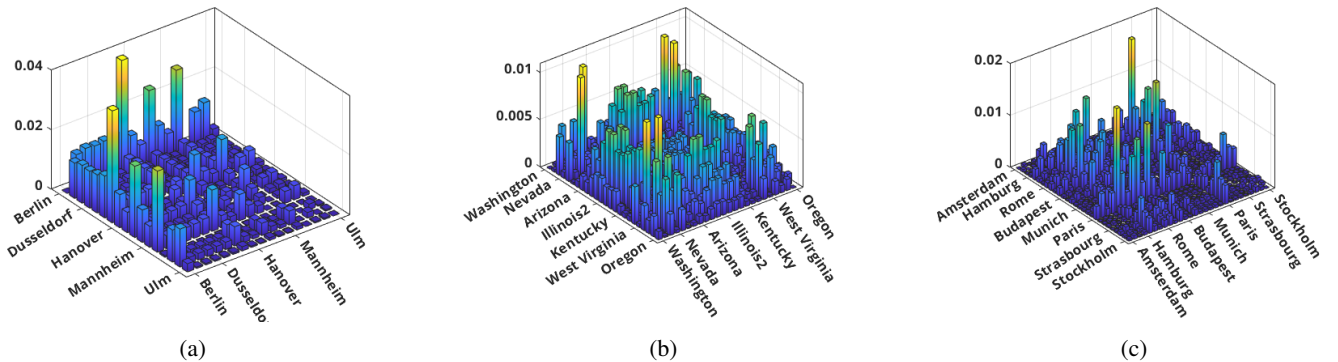 0.04
0.02
0
Berlin
Dusseldorf
Hanover
Mannheim
Ulm
Berlin
Dusseldo
Hanover
Mannheim
Ulm
(a)
0.01
0.005
0
Washington
Nevada
Arizona
Illinois2
Kentucky
West Virginia
Oregon
Washington
Nevada
Arizona
Illinois2
Kentucky
West Virginia
Oregon
(b)
0.02
0.01
0
Amsterdam
Hamburg
Rome
Budapest
Munich
Paris
Strasbourg
Stockholm
Amsterdam
Hamburg
Rome
Budapest
Munich
Paris
Strasbourg
Stockholm
(c)